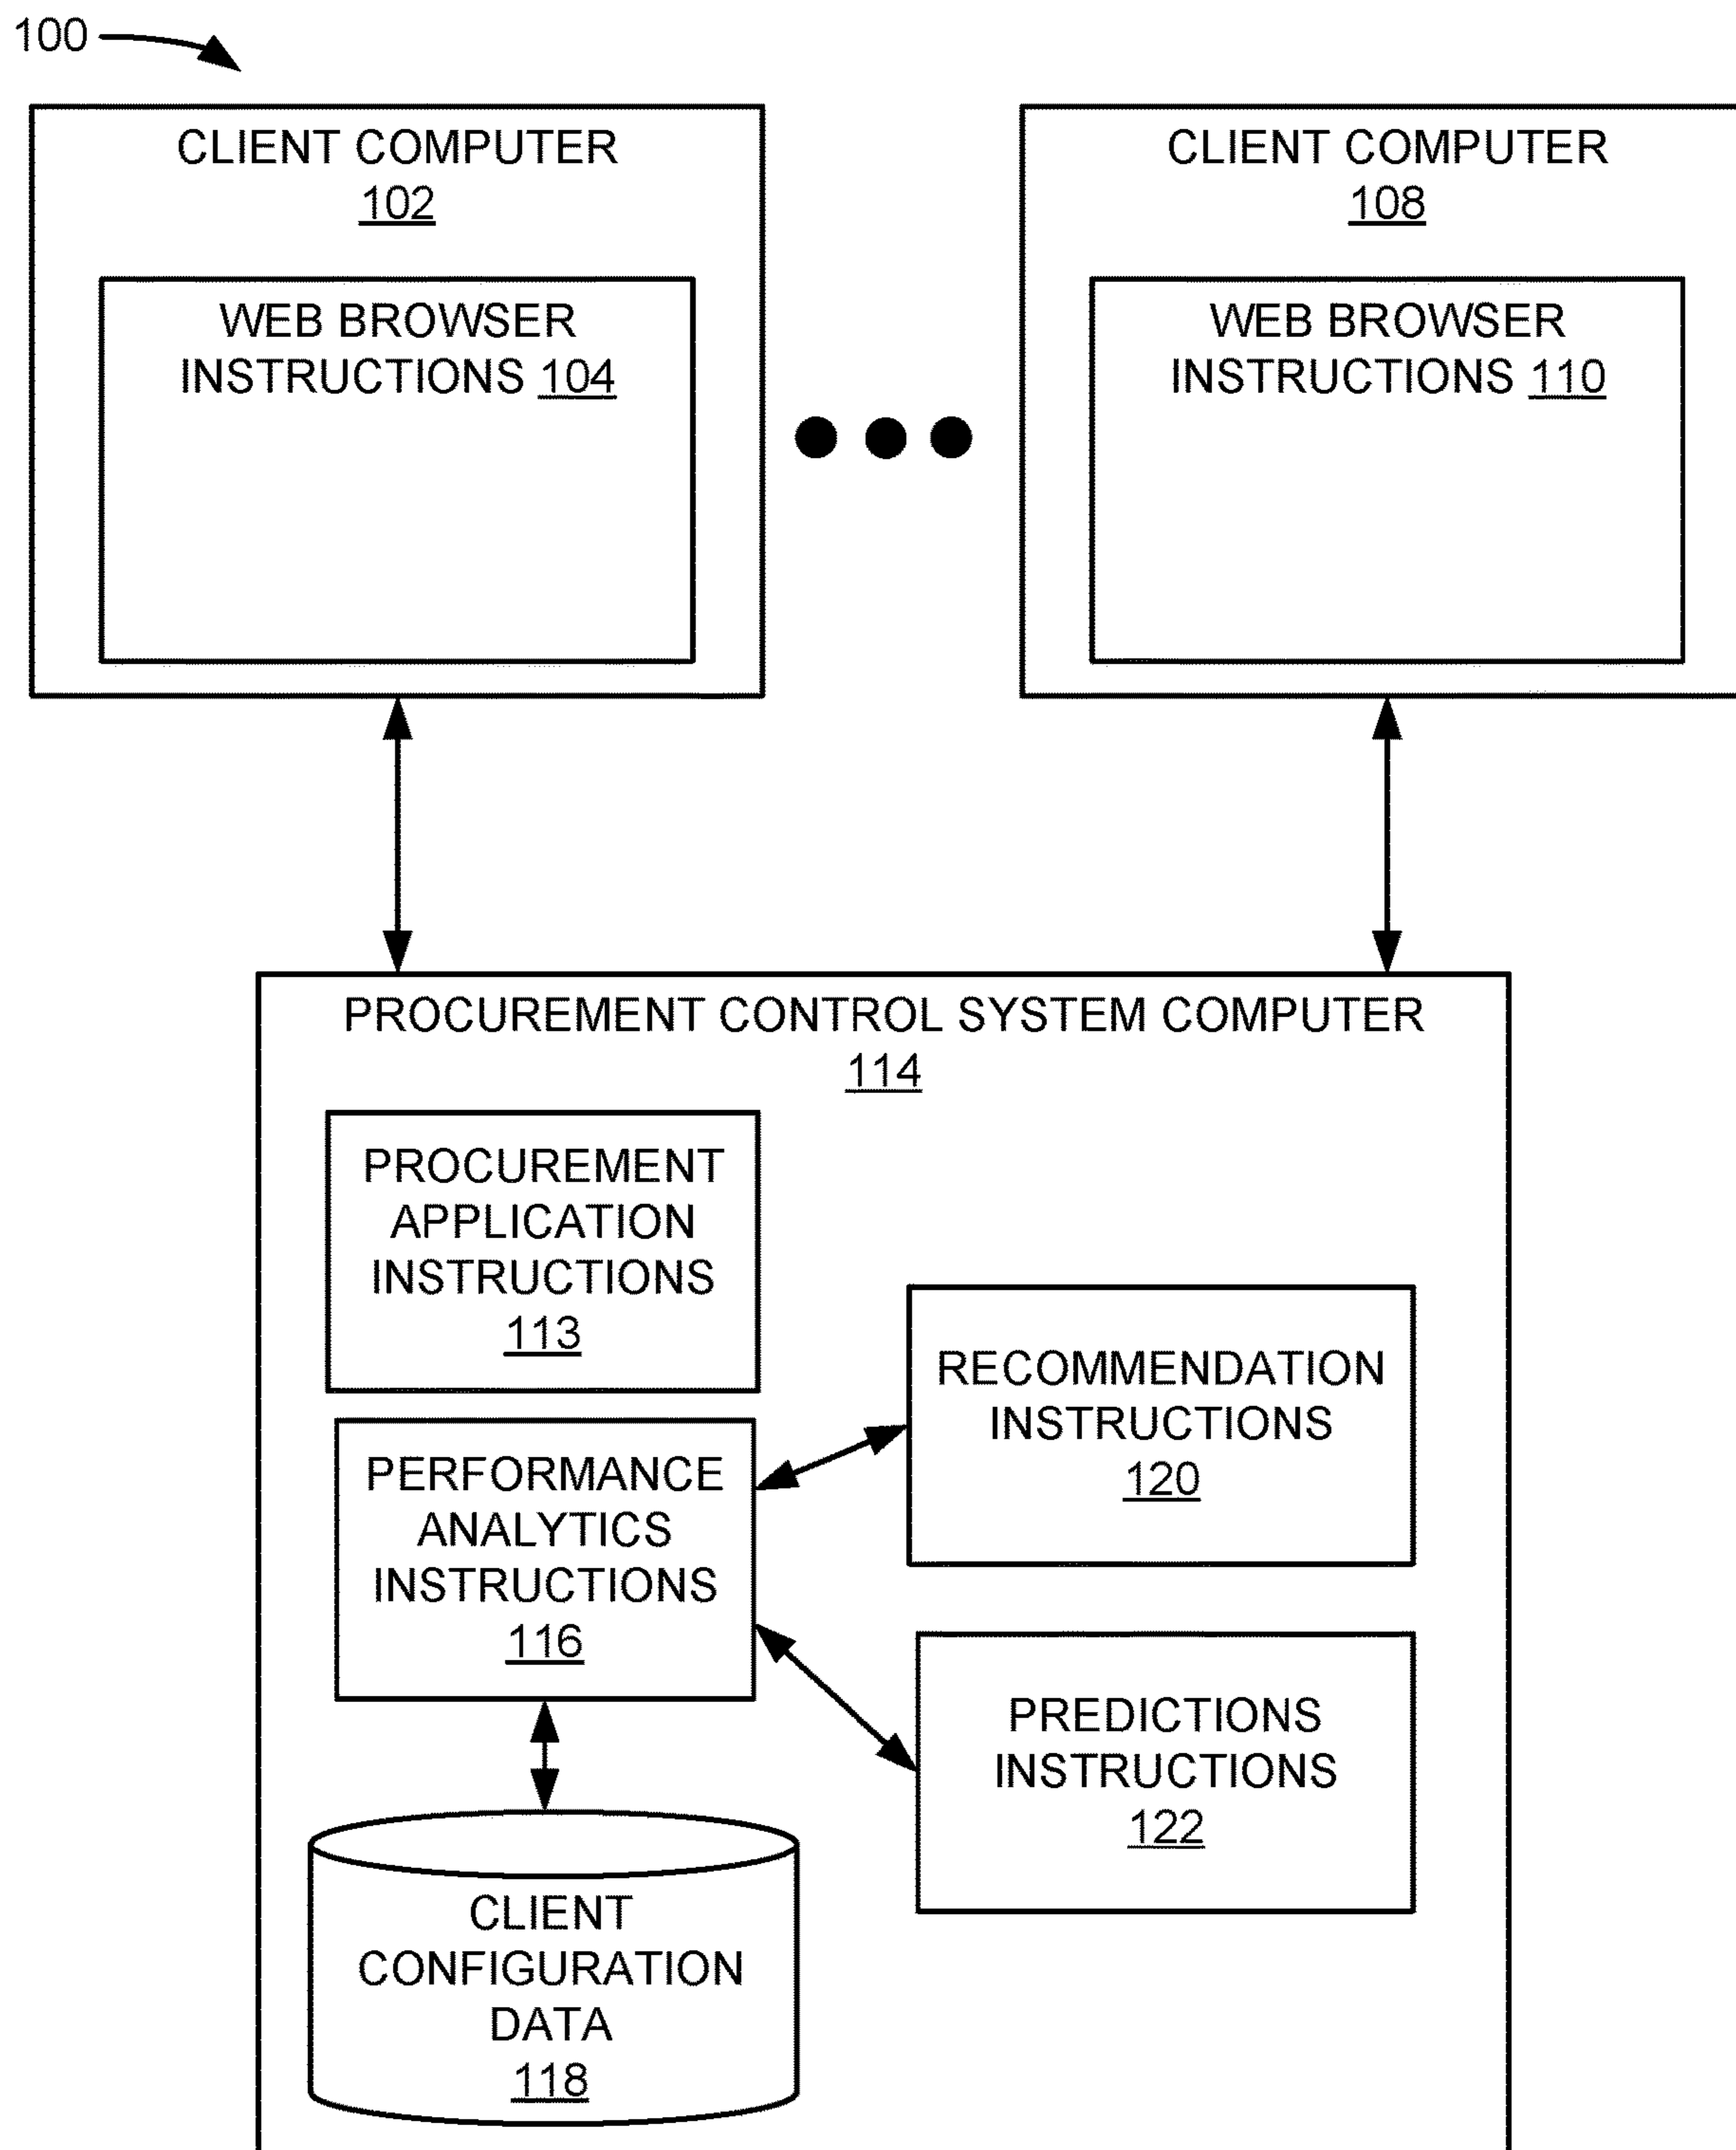 100
CLIENT COMPUTER
102
WEB BROWSER
INSTRUCTIONS 104
CLIENT COMPUTER
108
WEB BROWSER
INSTRUCTIONS 110
PROCUREMENT CONTROL SYSTEM COMPUTER
114
PROCUREMENT
APPLICATION
INSTRUCTIONS
113
PERFORMANCE
ANALYTICS
INSTRUCTIONS
116
RECOMMENDATION
INSTRUCTIONS
120
PREDICTIONS
INSTRUCTIONS
122
CLIENT
CONFIGURATION
DATA
118